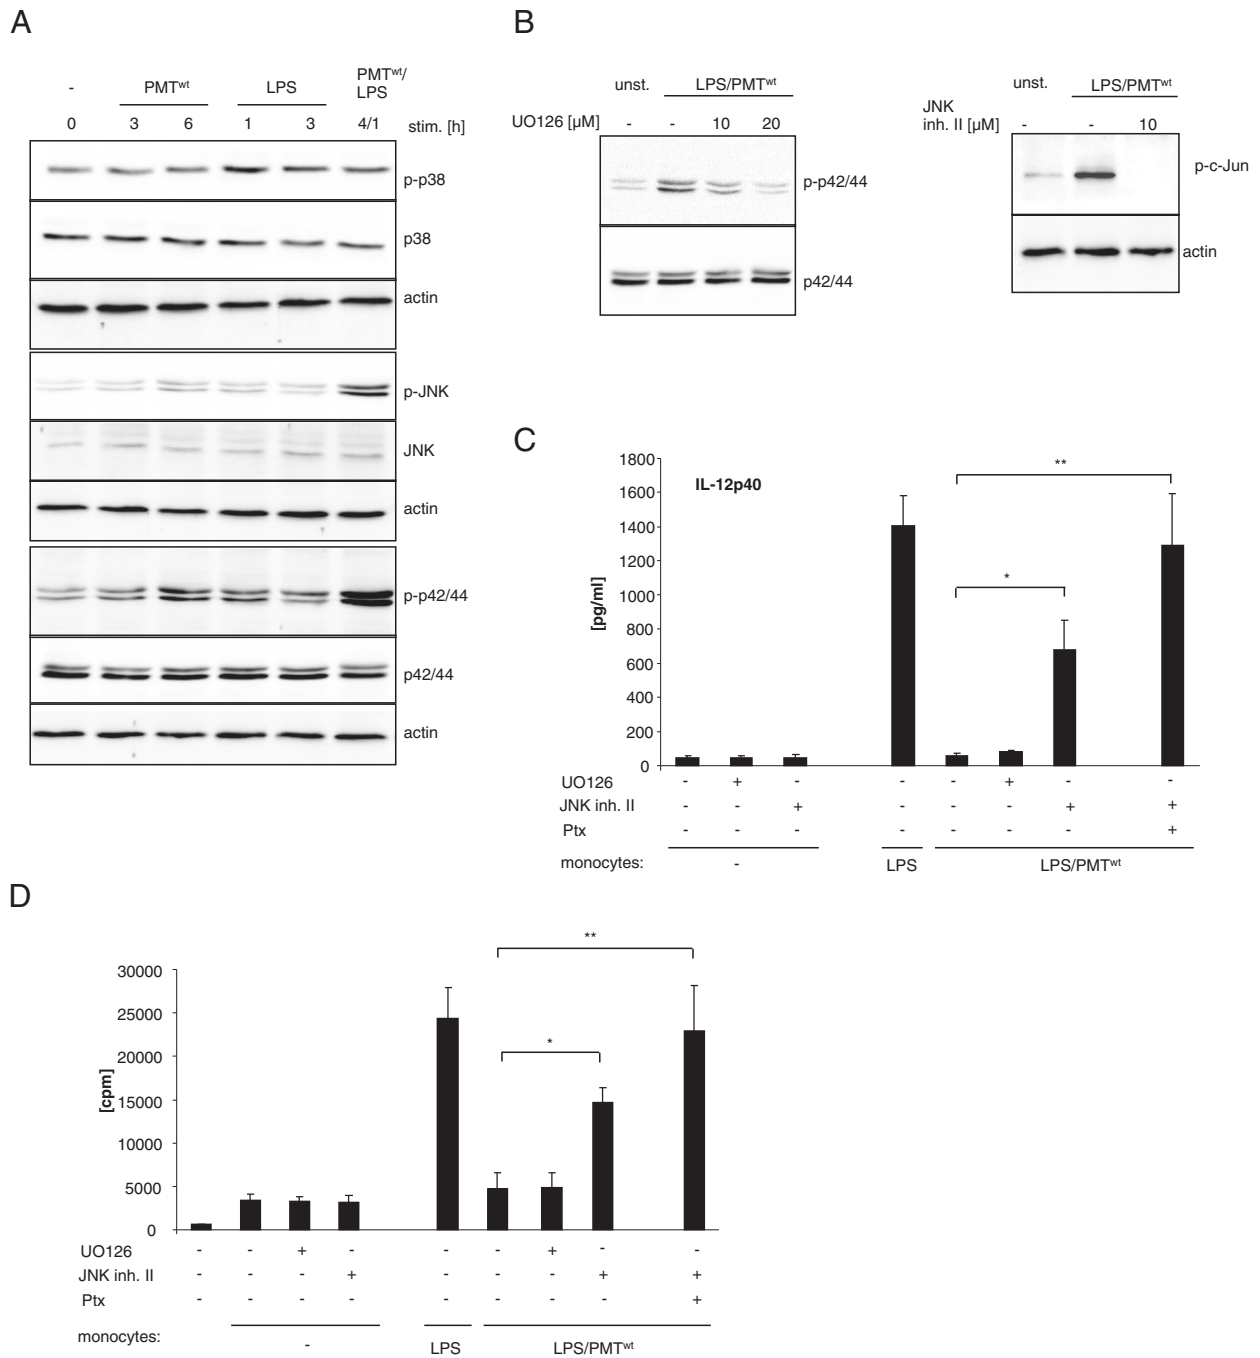 A
- PMTwt LPS PMTwt/
LPS
0 3 6 1 3 4/1 stim. [h]
p-p38
p38
actin
p-JNK
JNK
actin
p-p42/44
p42/44
actin
B
unst. LPS/PMTwt
UO126 [µM] - - 10 20
p-p42/44
p42/44
unst. LPS/PMTwt
JNK
inh. II [µM] - - 10
p-c-Jun
actin
C
IL-12p40
[pg/ml]
1800
1600
1400
1200
1000
800
600
400
200
0
**
*
UO126 - + - - - + - -
JNK inh. II - - + - - - + +
Ptx - - - - - - - +
monocytes: - LPS LPS/PMTwt
D
[cpm]
30000
25000
20000
15000
10000
5000
0
**
*
UO126 - - + - - - + - -
JNK inh. II - - - + - - - + +
Ptx - - - - - - - - +
monocytes: - LPS LPS/PMTwt